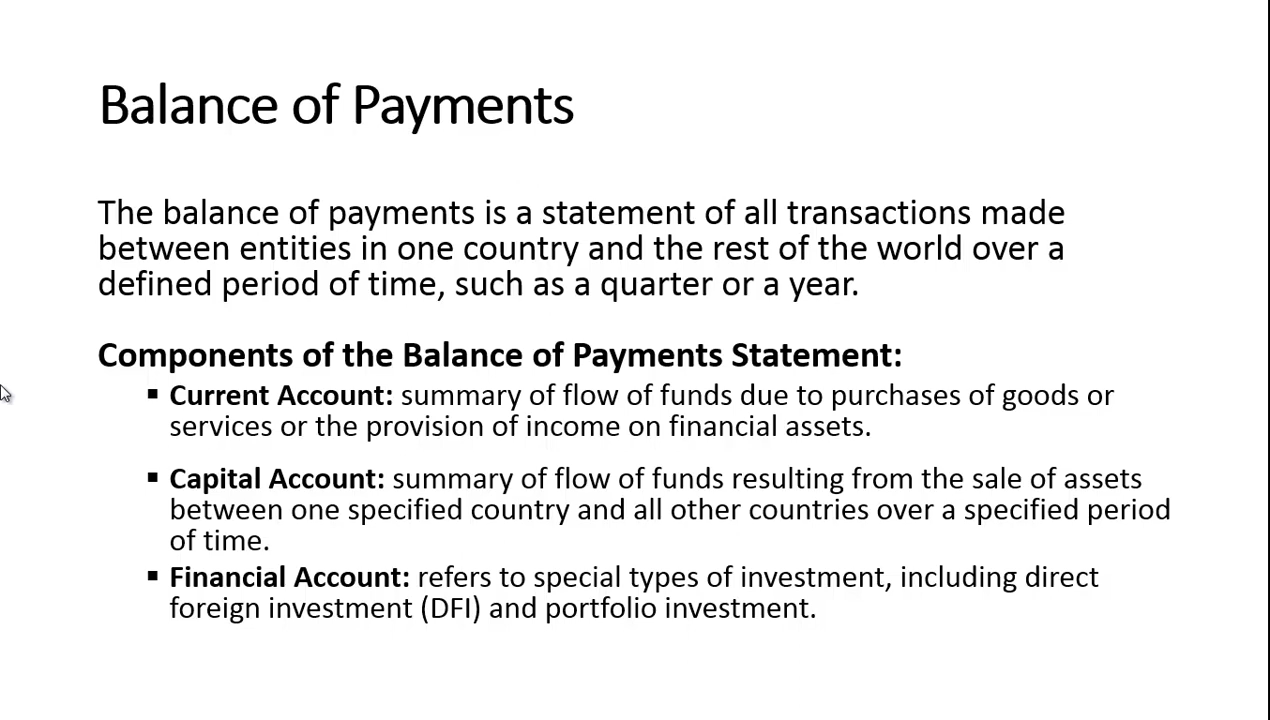 Balance of Payments
The balance of payments is a statement of all transactions made
between entities in one country and the rest of the world over a
defined period of time, such as a quarter or a year.
Components of the Balance of Payments Statement:
▪ Current Account: summary of flow of funds due to purchases of goods or
services or the provision of income on financial assets.
▪ Capital Account: summary of flow of funds resulting from the sale of assets
between one specified country and all other countries over a specified period
of time.
▪ Financial Account: refers to special types of investment, including direct
foreign investment (DFI) and portfolio investment.